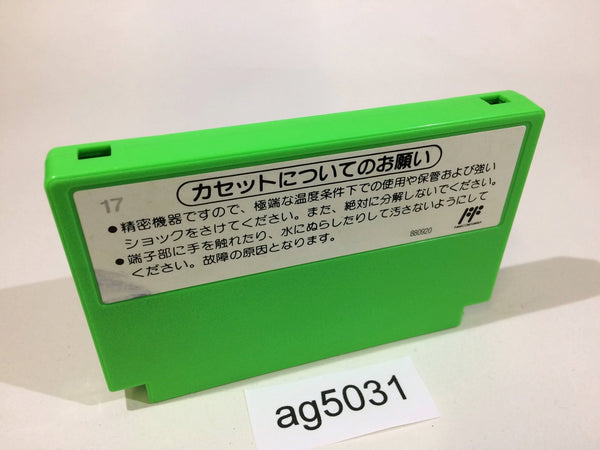 17
カセットについてのお願い
●精密機器ですので、極端な温度条件下での使用や保管および強い
ショックをさけてください。また、絶対に分解しないでください。
●端子部に手を触れたり、水にぬらしたりして汚さないようにして
ください。故障の原因となります。
880920
ag5031